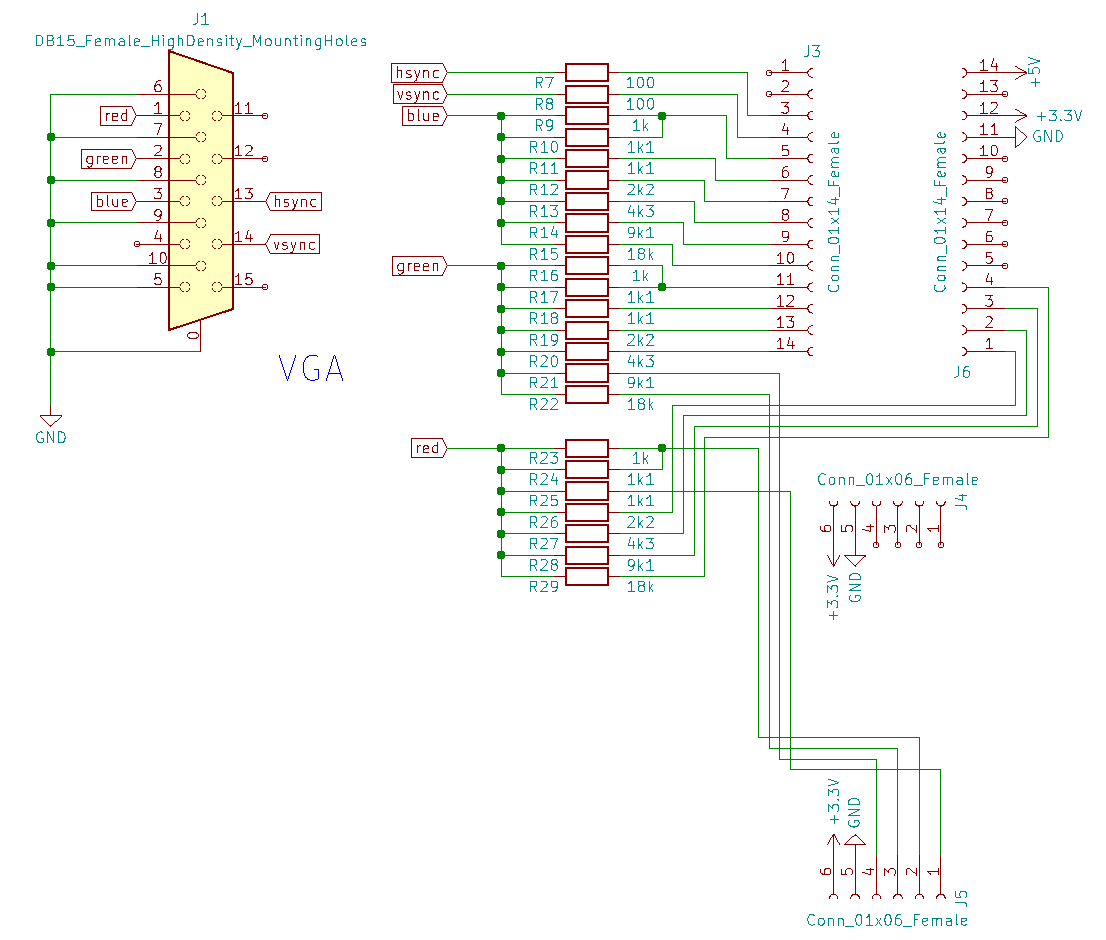 J1
DB15_Female_HighDensity_MountingHoles
6
1
7
2
8
3
9
4
10
5
11
12
13
14
15
0
red
green
blue
hsync
vsync
GND
VGA
hsync
vsync
blue
green
red
R7 100
R8 100
R9 1k
R10 1k1
R11 1k1
R12 2k2
R13 4k3
R14 9k1
R15 18k
R16 1k
R17 1k1
R18 1k1
R19 2k2
R20 4k3
R21 9k1
R22 18k
R23 1k
R24 1k1
R25 1k1
R26 2k2
R27 4k3
R28 9k1
R29 18k
J3
1
2
3
4
5
6
7
8
9
10
11
12
13
14
Conn_01x14_Female
Conn_01x14_Female
14
13
12
11
10
9
8
7
6
5
4
3
2
1
J6
+5V
+3.3V
GND
Conn_01x06_Female
J4
6
5
4
3
2
1
+3.3V
GND
+3.3V
GND
6
5
4
3
2
1
J5
Conn_01x06_Female